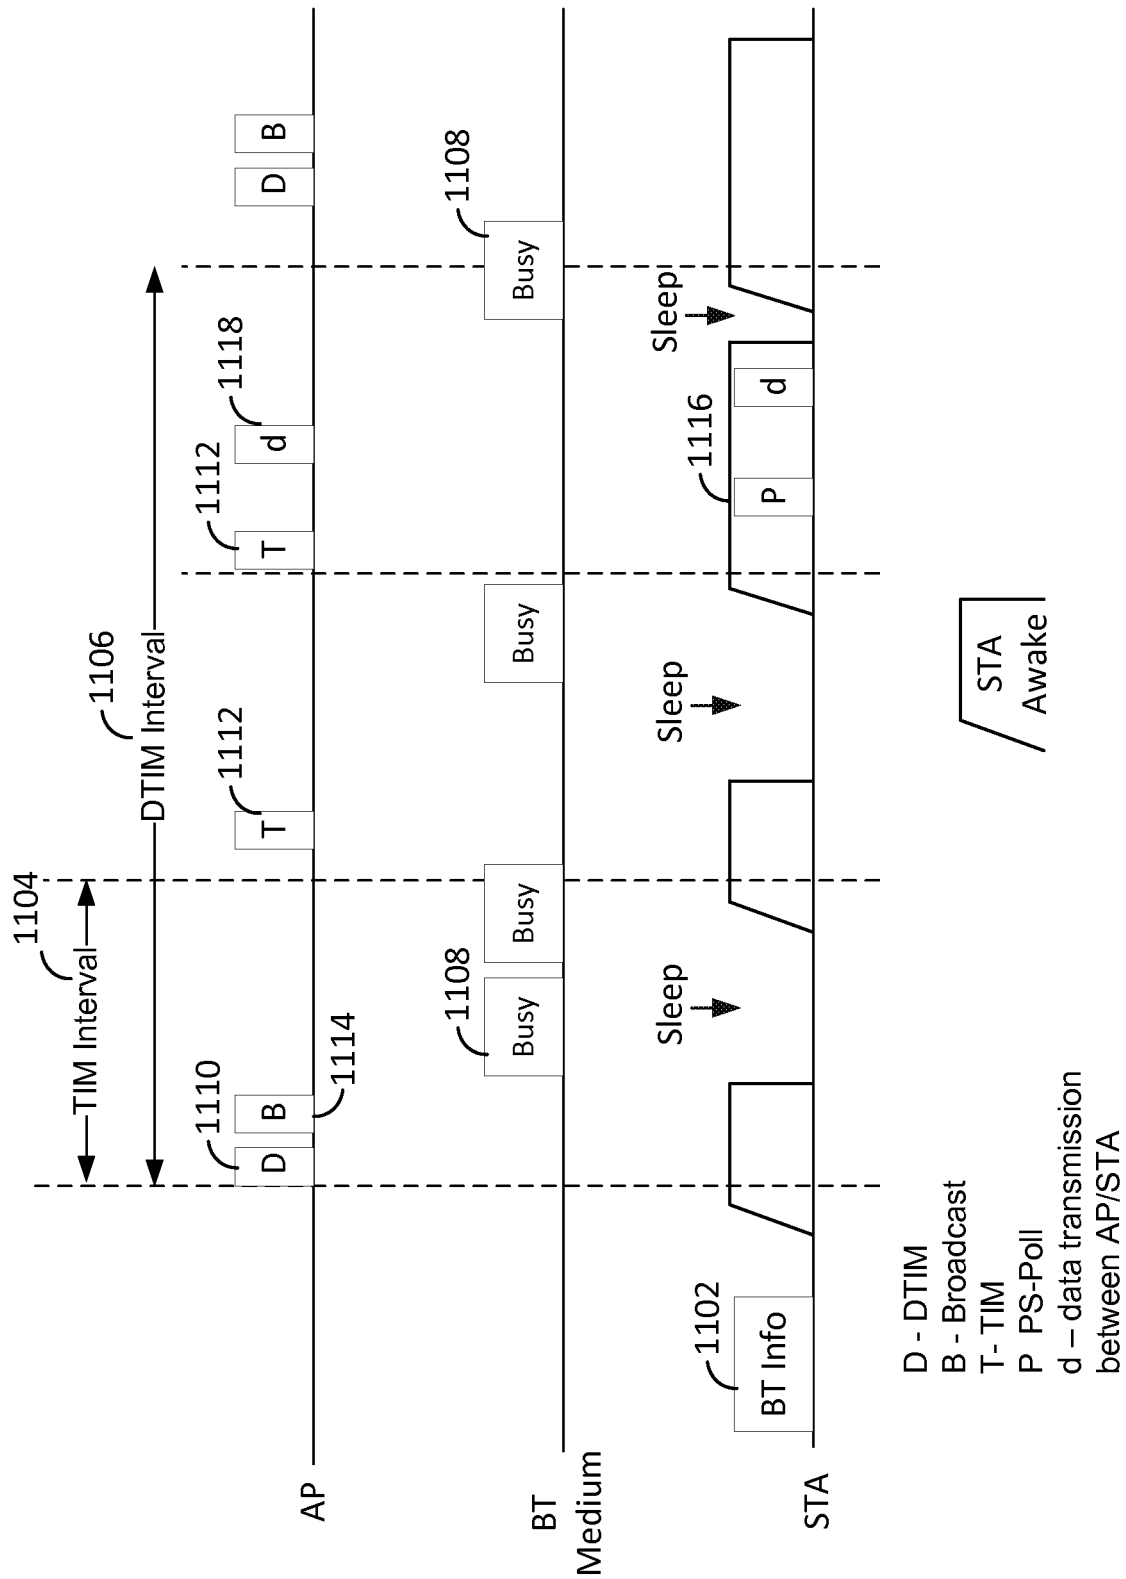 1104
TIM Interval
1106
DTIM Interval
AP
D
1110
B
1114
T
1112
T
1112
d
1118
D
B
BT
Medium
Busy
1108
Busy
Busy
Busy
1108
STA
BT Info
1102
Sleep
Sleep
P
1116
d
Sleep
D - DTIM
B - Broadcast
T- TIM
P PS-Poll
d – data transmission
between AP/STA
STA
Awake